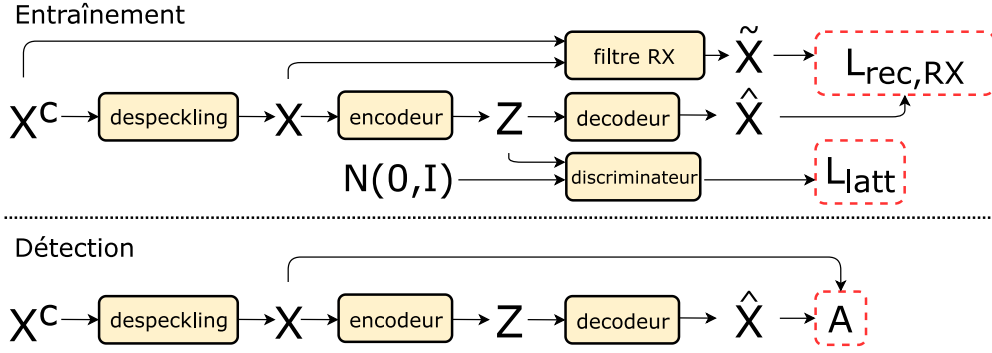 Entraînement
filtre RX
X̃
L_rec,RX
X^c
despeckling
X
encodeur
Z
decodeur
X̂
N(0,I)
discriminateur
L_latt
Détection
X^c
despeckling
X
encodeur
Z
decodeur
X̂
A